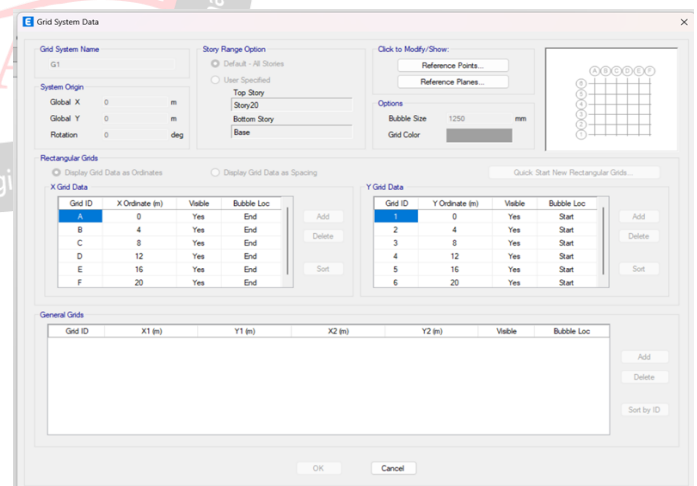 Grid System Data
Grid System Name
G1
System Origin
Global X 0 m
Global Y 0 m
Rotation 0 deg
Story Range Option
Default - All Stories
User Specified
Top Story
Story20
Bottom Story
Base
Click to Modify/Show:
Reference Points...
Reference Planes...
Options
Bubble Size 1250 mm
Grid Color
A B C D E F
6
5
4
3
2
1
Rectangular Grids
Display Grid Data as Ordinates Display Grid Data as Spacing Quick Start New Rectangular Grids...
X Grid Data
Grid ID X Ordinate (m) Visible Bubble Loc
A 0 Yes End
B 4 Yes End
C 8 Yes End
D 12 Yes End
E 16 Yes End
F 20 Yes End
Add
Delete
Sort
Y Grid Data
Grid ID Y Ordinate (m) Visible Bubble Loc
1 0 Yes Start
2 4 Yes Start
3 8 Yes Start
4 12 Yes Start
5 16 Yes Start
6 20 Yes Start
Add
Delete
Sort
General Grids
Grid ID X1 (m) Y1 (m) X2 (m) Y2 (m) Visible Bubble Loc
Add
Delete
Sort by ID
OK Cancel